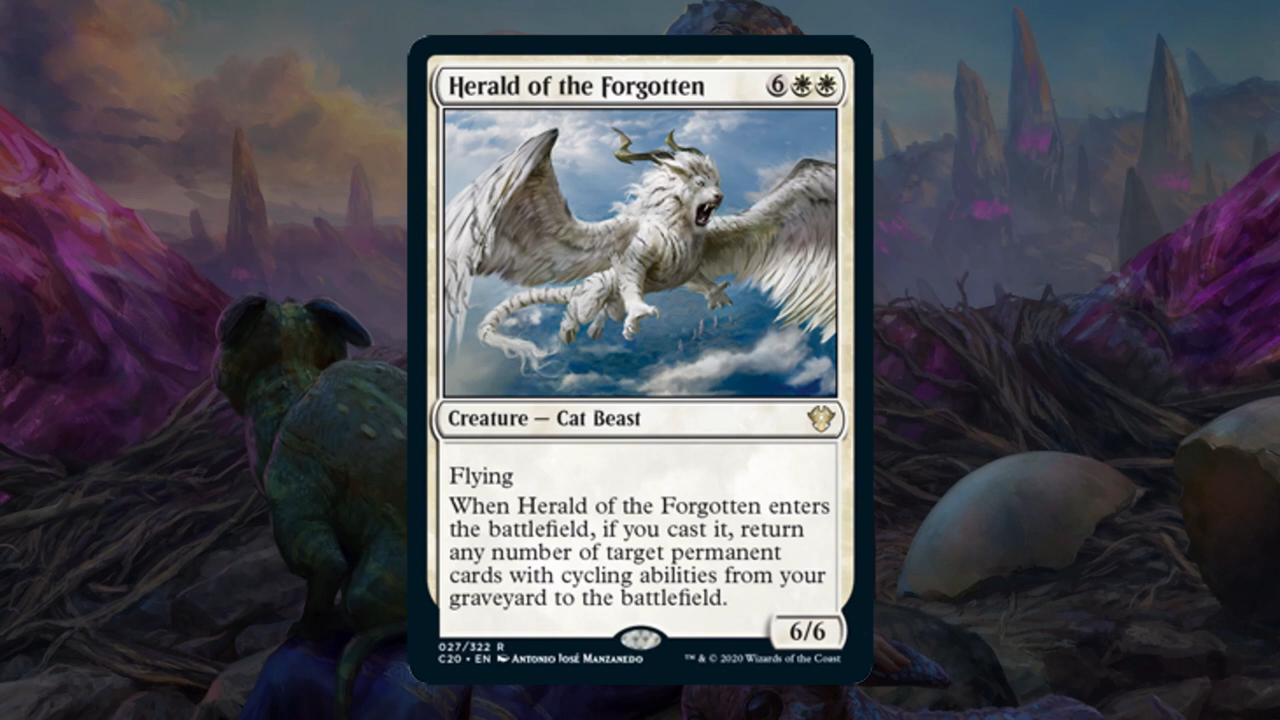 Herald of the Forgotten 6
Creature — Cat Beast
Flying
When Herald of the Forgotten enters
the battlefield, if you cast it, return
any number of target permanent
cards with cycling abilities from your
graveyard to the battlefield.
6/6
027/322 R
C20 • EN Antonio José Manzanedo ™ & © 2020 Wizards of the Coast